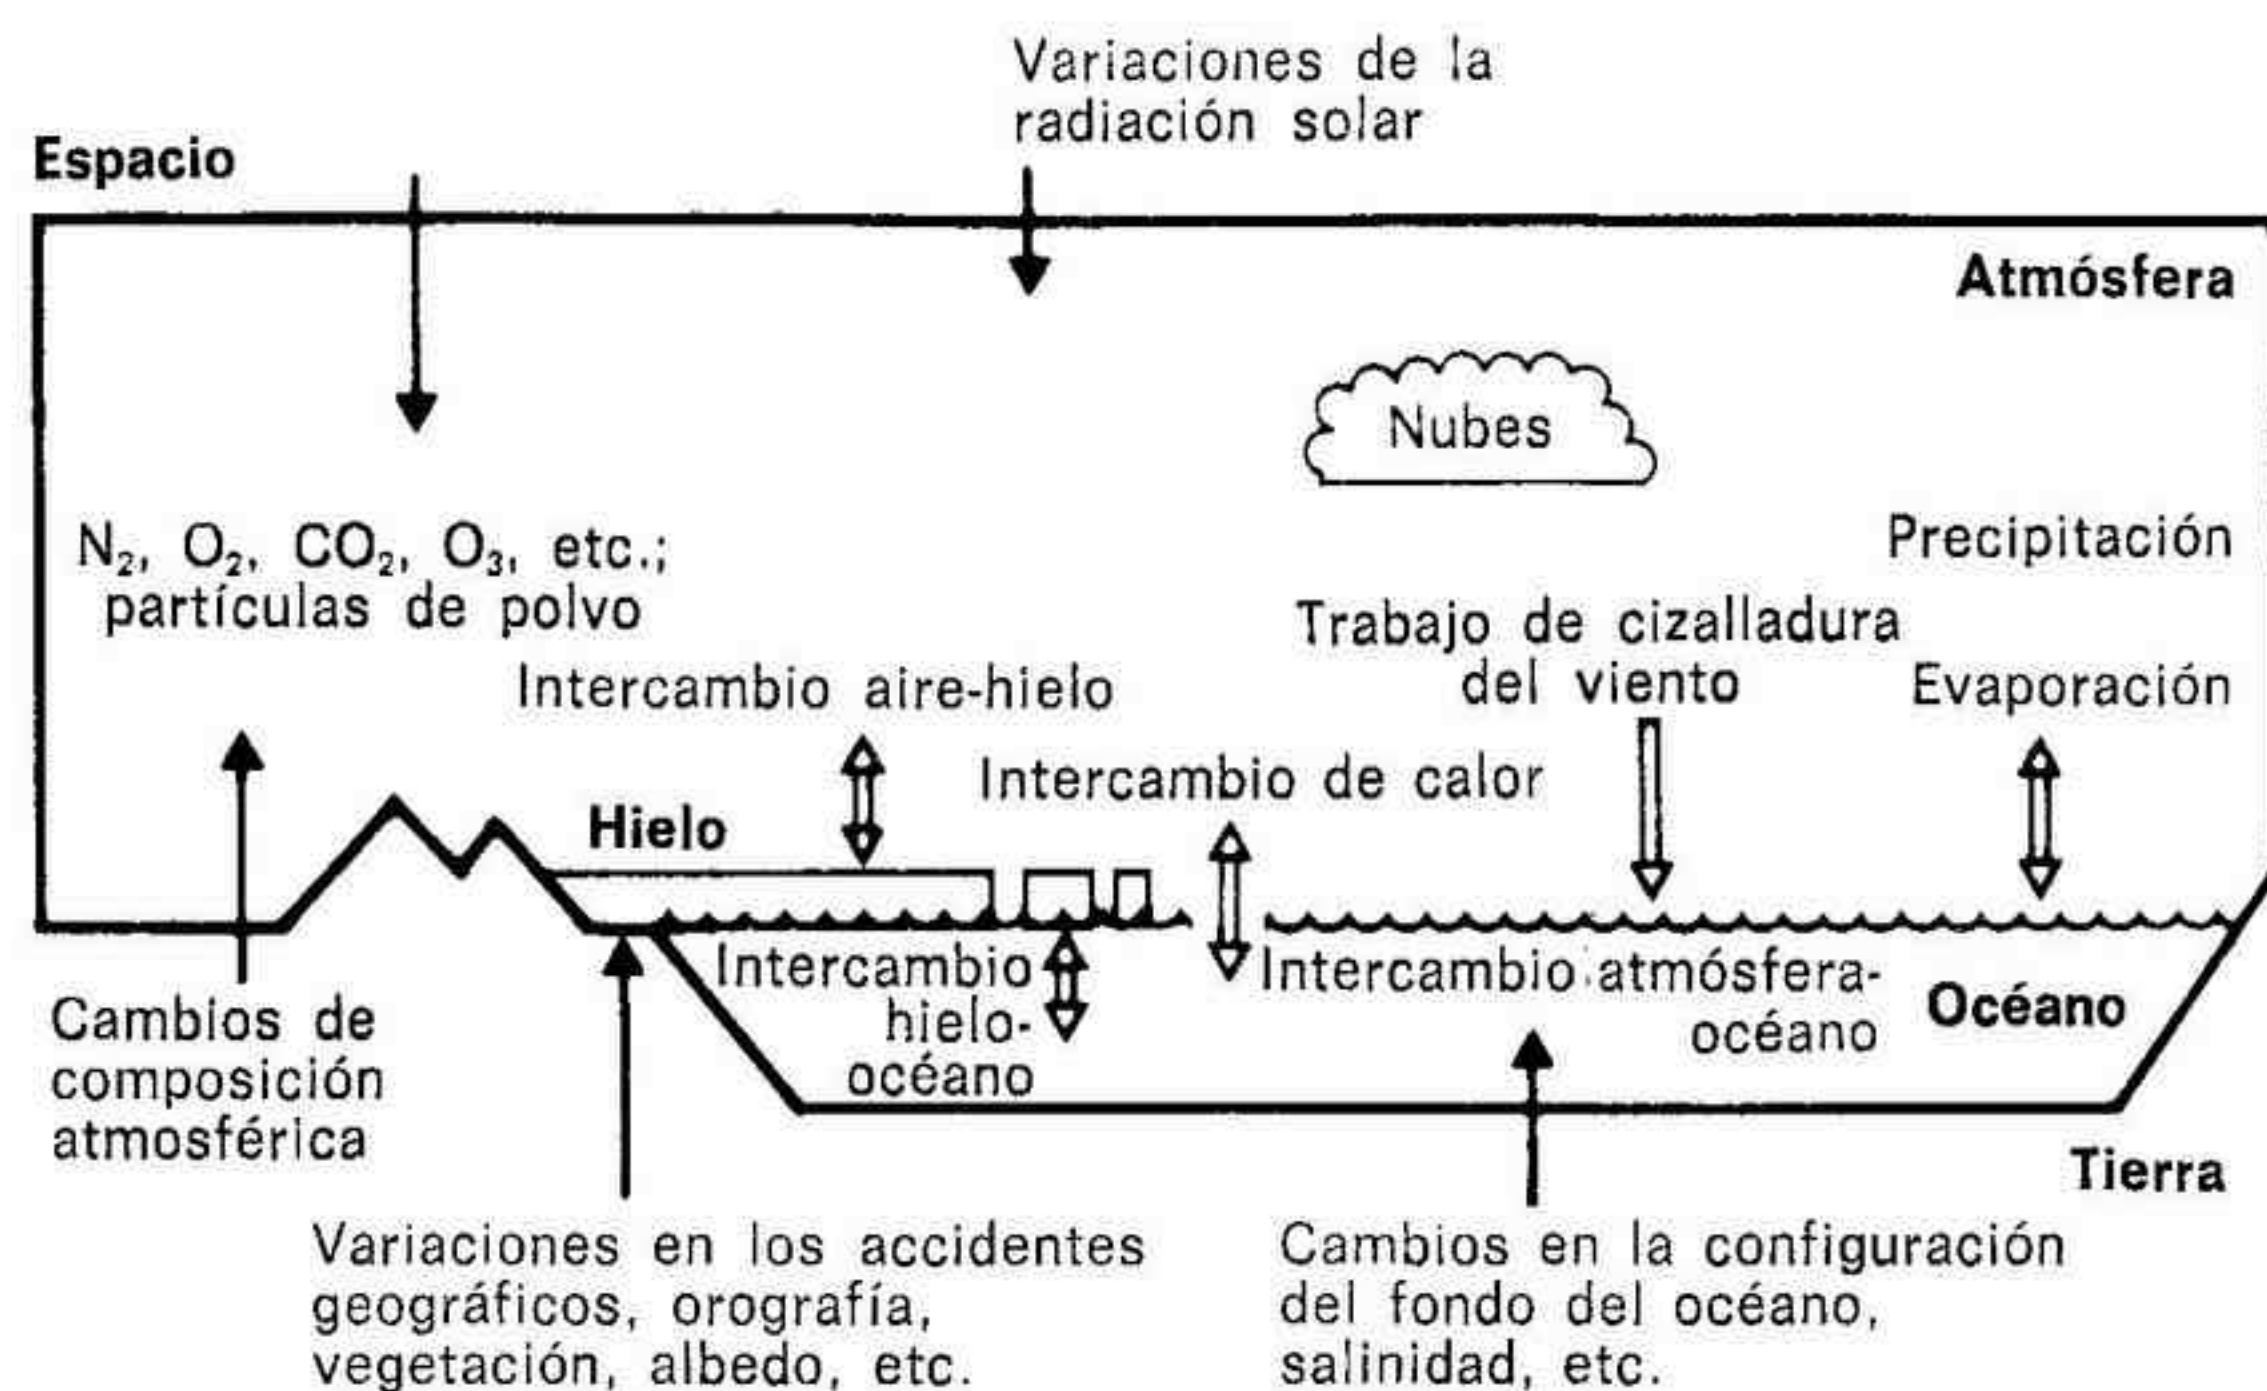 Variaciones de la
radiación solar
Espacio
Atmósfera
Nubes
N₂, O₂, CO₂, O₃, etc.;
partículas de polvo
Precipitación
Trabajo de cizalladura
del viento
Evaporación
Intercambio aire-hielo
Intercambio de calor
Hielo
Intercambio
hielo-
océano
Intercambio atmósfera-
océano
Océano
Cambios de
composición
atmosférica
Tierra
Variaciones en los accidentes
geográficos, orografía,
vegetación, albedo, etc.
Cambios en la configuración
del fondo del océano,
salinidad, etc.